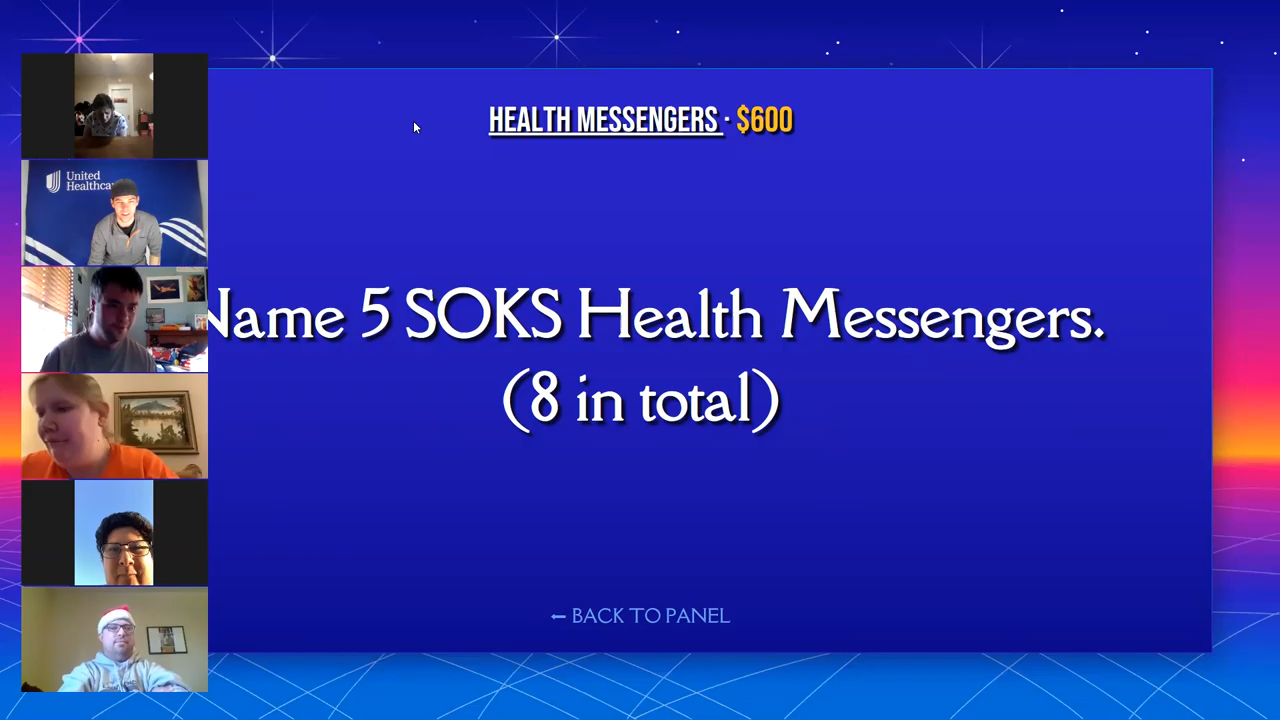 HEALTH MESSENGERS · $600
United
Healthca
Name 5 SOKS Health Messengers.
(8 in total)
← BACK TO PANEL